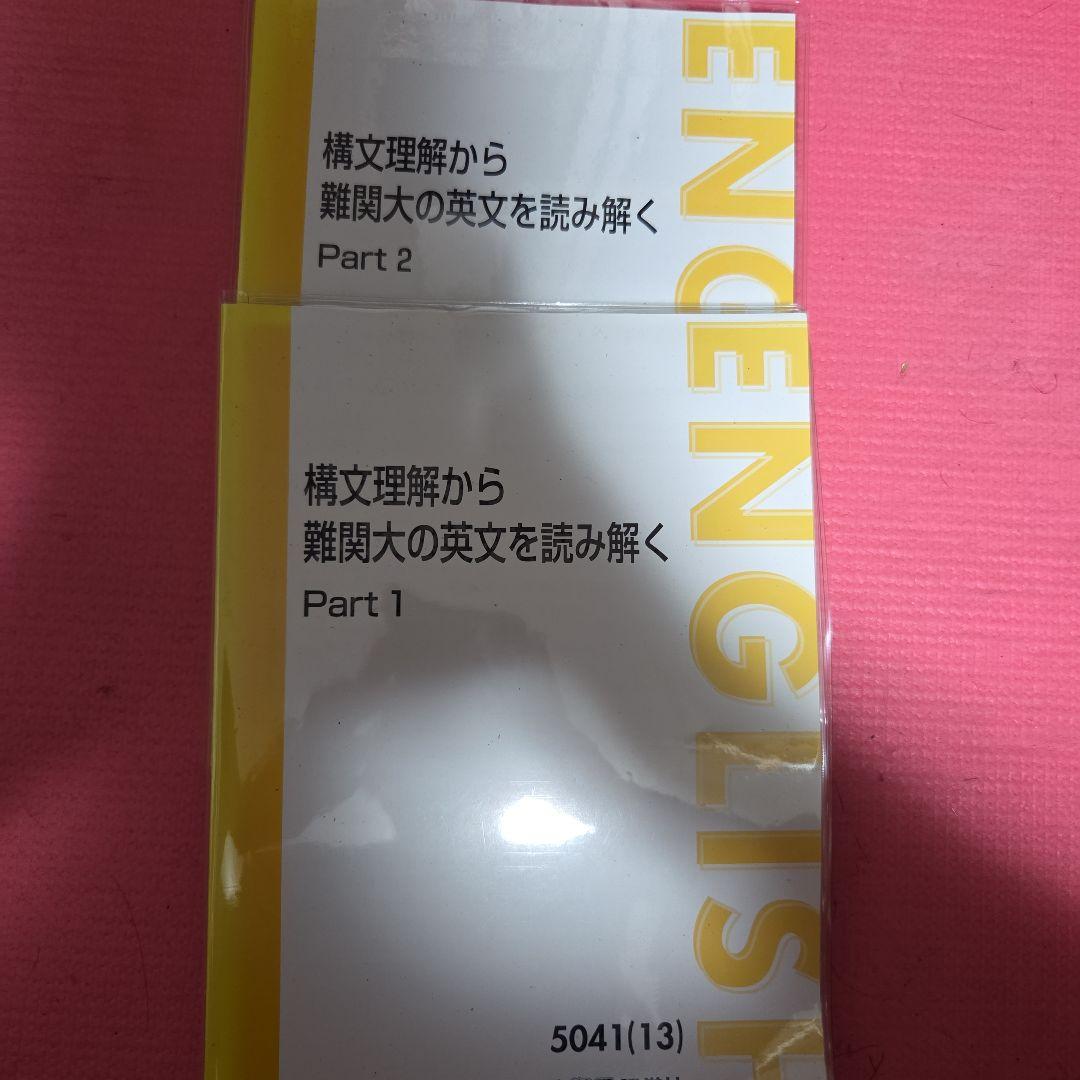 構文理解から
難関大の英文を読み解く
Part 2
ENG
構文理解から
難関大の英文を読み解く
Part 1
ENGLISH
5041(13)